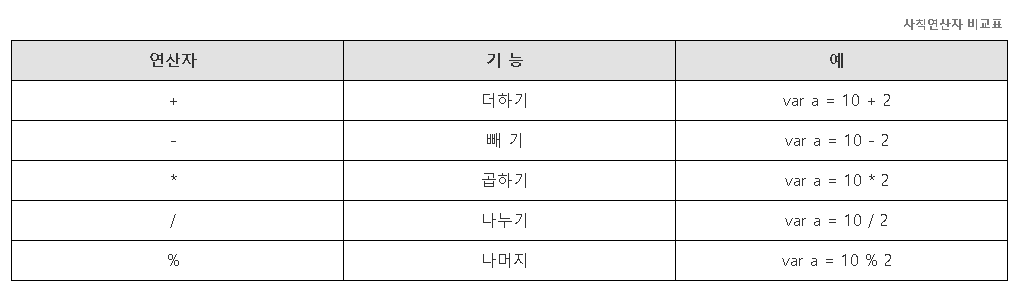 사칙연산자 비교표
연산자 기 능 예
+ 더하기 var a = 10 + 2
- 빼 기 var a = 10 - 2
* 곱하기 var a = 10 * 2
/ 나누기 var a = 10 / 2
% 나머지 var a = 10 % 2